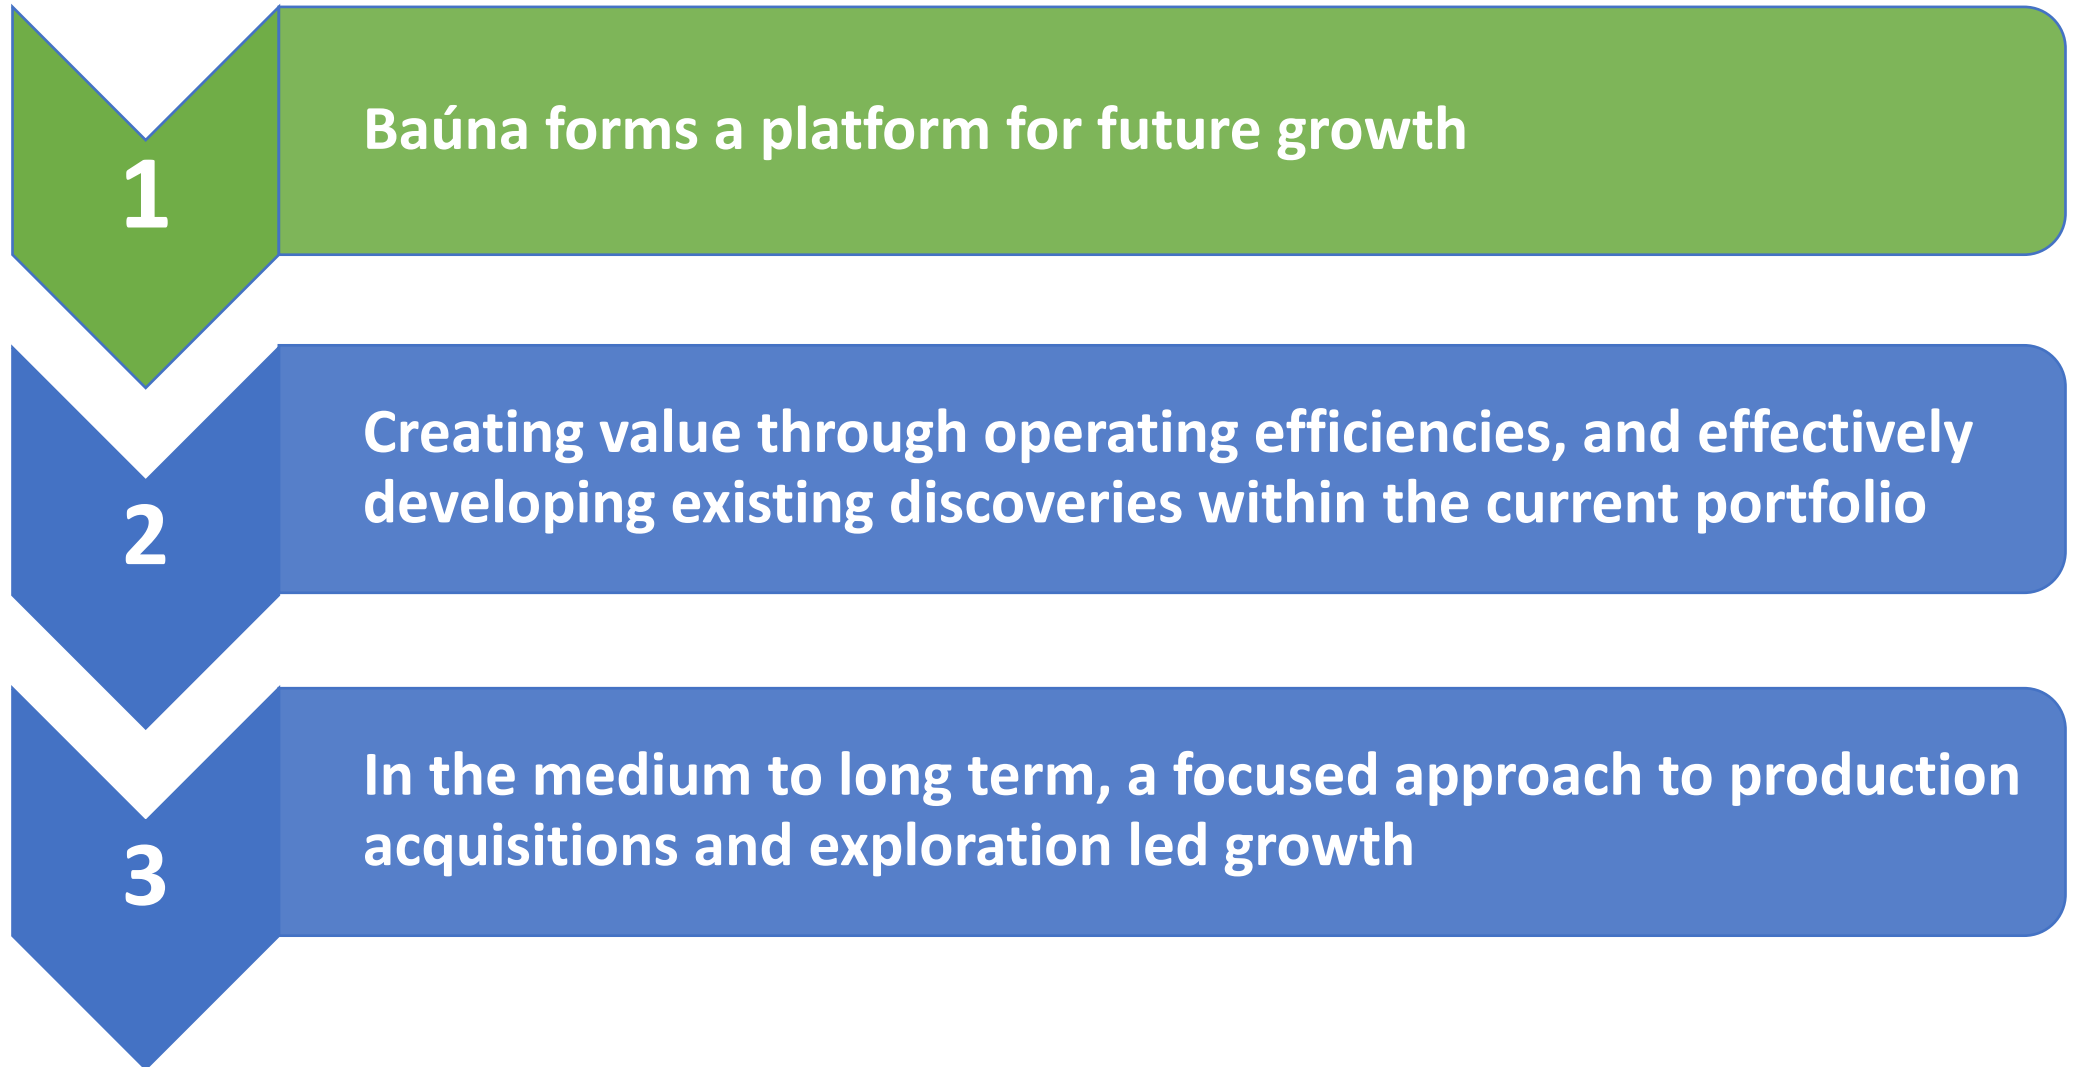 1
Baúna forms a platform for future growth
2
Creating value through operating efficiencies, and effectively
developing existing discoveries within the current portfolio
3
In the medium to long term, a focused approach to production
acquisitions and exploration led growth